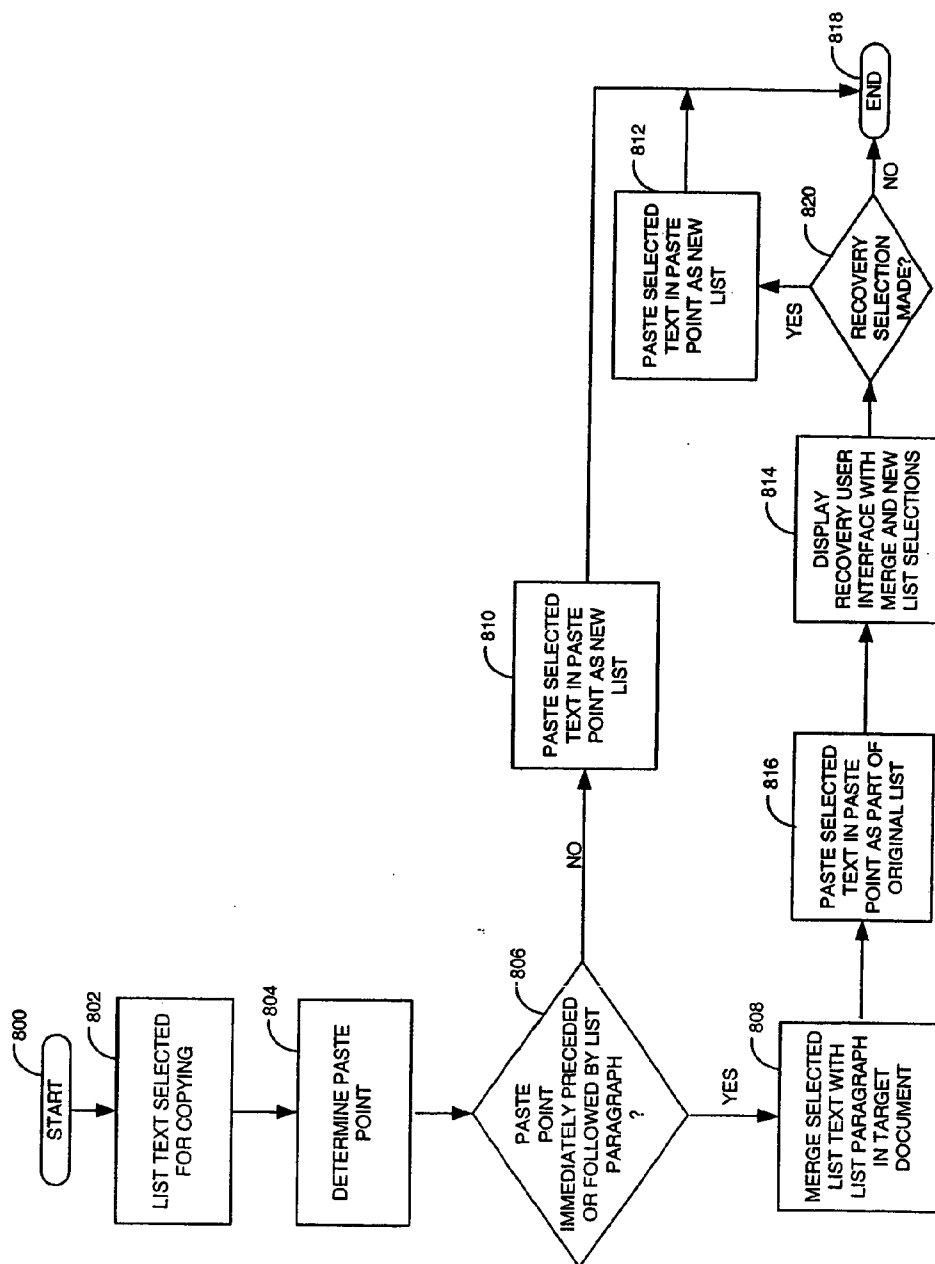 800
START
802
LIST TEXT SELECTED
FOR COPYING
804
DETERMINE PASTE
POINT
806
PASTE
POINT
IMMEDIATELY PRECEDED
OR FOLLOWED BY LIST
PARAGRAPH
?
NO
810
PASTE SELECTED
TEXT IN PASTE
POINT AS NEW
LIST
YES
808
MERGE SELECTED
LIST TEXT WITH
LIST PARAGRAPH
IN TARGET
DOCUMENT
816
PASTE SELECTED
TEXT IN PASTE
POINT AS PART OF
ORIGINAL LIST
814
DISPLAY
RECOVERY USER
INTERFACE WITH
MERGE AND NEW
LIST SELECTIONS
820
RECOVERY
SELECTION
MADE?
YES
812
PASTE SELECTED
TEXT IN PASTE
POINT AS NEW
LIST
NO
818
END